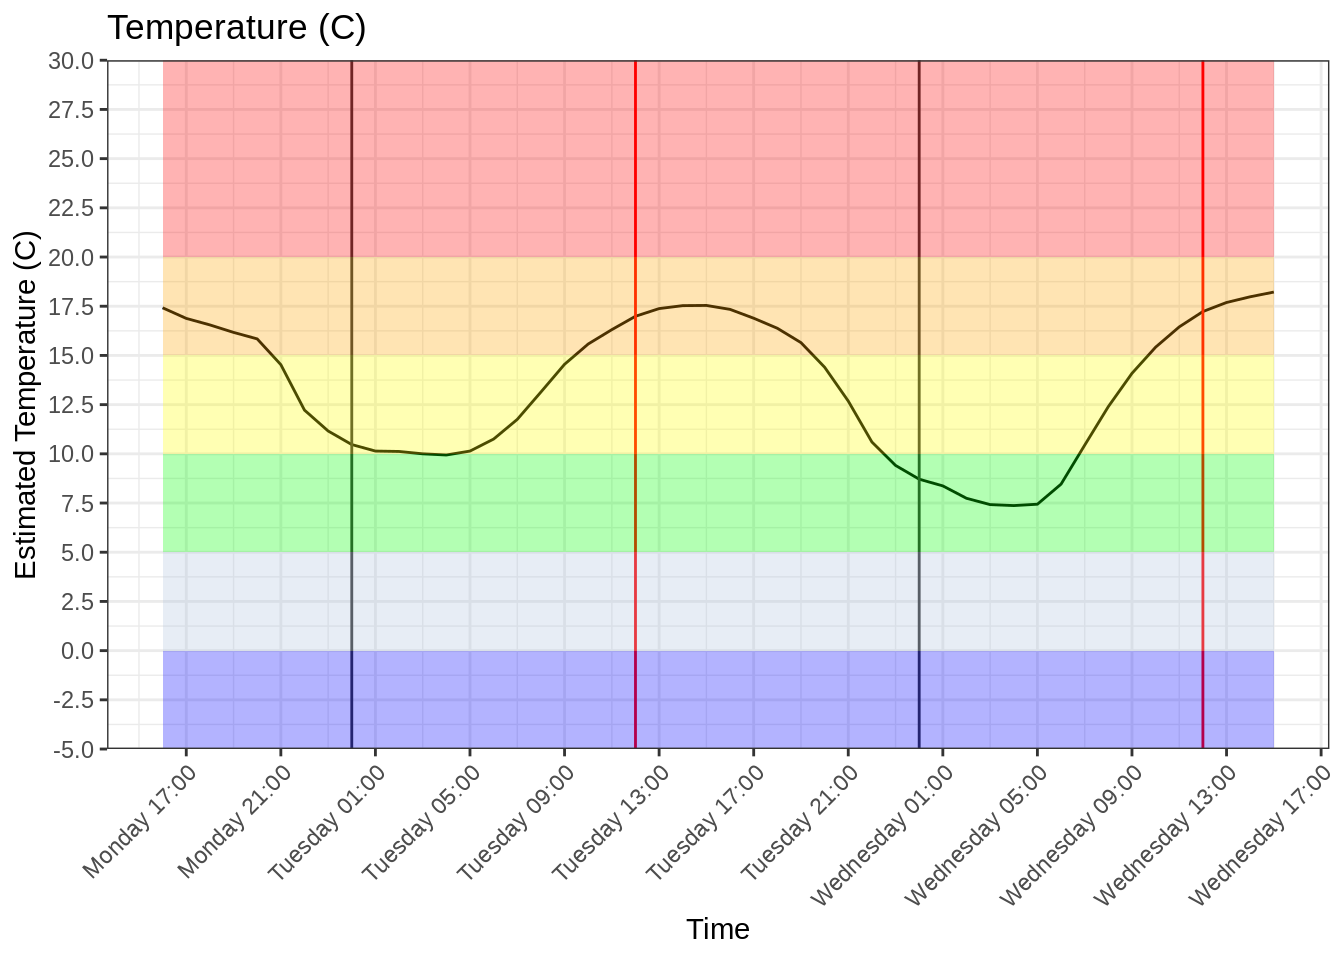 Temperature (C)
Estimated Temperature (C)
30.0
27.5
25.0
22.5
20.0
17.5
15.0
12.5
10.0
7.5
5.0
2.5
0.0
-2.5
-5.0
Monday 17:00
Monday 21:00
Tuesday 01:00
Tuesday 05:00
Tuesday 09:00
Tuesday 13:00
Tuesday 17:00
Tuesday 21:00
Wednesday 01:00
Wednesday 05:00
Wednesday 09:00
Wednesday 13:00
Wednesday 17:00
Time